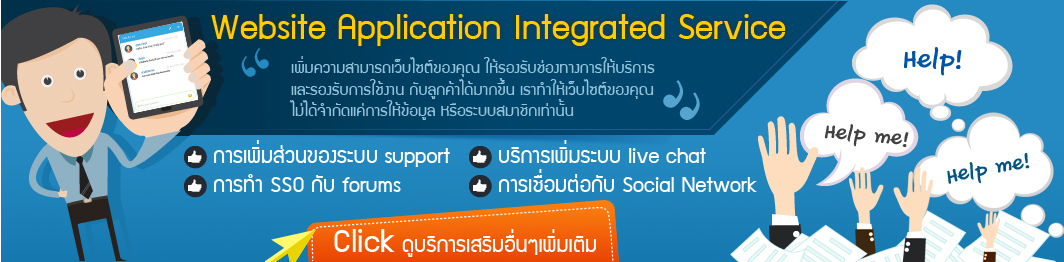 Website Application Integrated Service
เพิ่มความสามารถเว็บไซต์ของคุณ ให้รองรับช่องทางการให้บริการ
และรองรับการใช้งาน กับลูกค้าได้มากขึ้น เราทำให้เว็บไซต์ของคุณ
ไม่ได้จำกัดแค่การให้ข้อมูล หรือระบบสมาชิกเท่านั้น
การเพิ่มส่วนของระบบ support
บริการเพิ่มระบบ live chat
การทำ SSO กับ forums
การเชื่อมต่อกับ Social Network
Click ดูบริการเสริมอื่นๆเพิ่มเติม
Help!
Help me!
Help me!